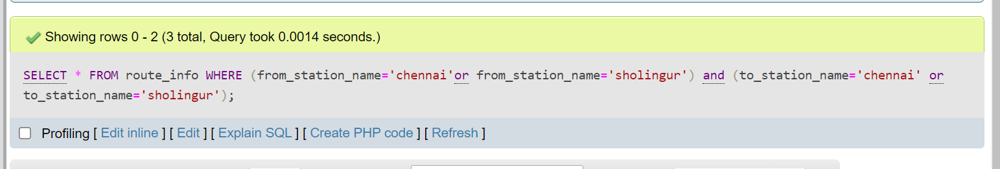 Showing rows 0 - 2 (3 total, Query took 0.0014 seconds.)
SELECT * FROM route_info WHERE (from_station_name='chennai'or from_station_name='sholingur') and (to_station_name='chennai' or
to_station_name='sholingur');
Profiling [ Edit inline ] [ Edit ] [ Explain SQL ] [ Create PHP code ] [ Refresh ]